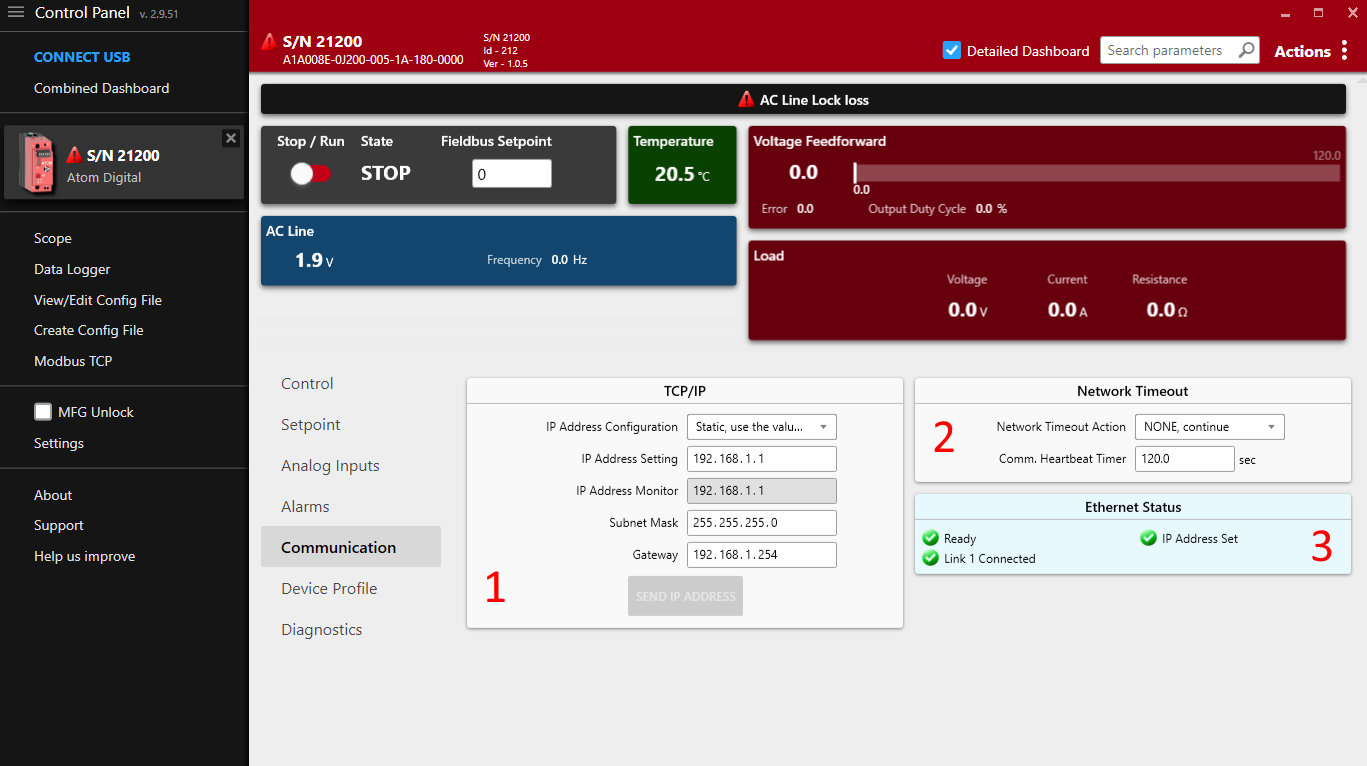 Control Panel v. 2.9.51
CONNECT USB
Combined Dashboard
S/N 21200
Atom Digital
Scope
Data Logger
View/Edit Config File
Create Config File
Modbus TCP
MFG Unlock
Settings
About
Support
Help us improve
S/N 21200
A1A008E-0J200-005-1A-180-0000
S/N 21200
Id - 212
Ver - 1.0.5
Detailed Dashboard
Search parameters
Actions
AC Line Lock loss
Stop / Run State Fieldbus Setpoint
STOP 0
Temperature
20.5 °C
Voltage Feedforward
120.0
0.0
0.0
Error 0.0 Output Duty Cycle 0.0 %
AC Line
1.9 V Frequency 0.0 Hz
Load
Voltage Current Resistance
0.0 V 0.0 A 0.0 Ω
Control
Setpoint
Analog Inputs
Alarms
Communication
Device Profile
Diagnostics
TCP/IP
IP Address Configuration Static, use the valu...
IP Address Setting 192.168.1.1
IP Address Monitor 192.168.1.1
Subnet Mask 255.255.255.0
Gateway 192.168.1.254
1
SEND IP ADDRESS
Network Timeout
2
Network Timeout Action NONE, continue
Comm. Heartbeat Timer 120.0 sec
Ethernet Status
Ready IP Address Set
Link 1 Connected
3